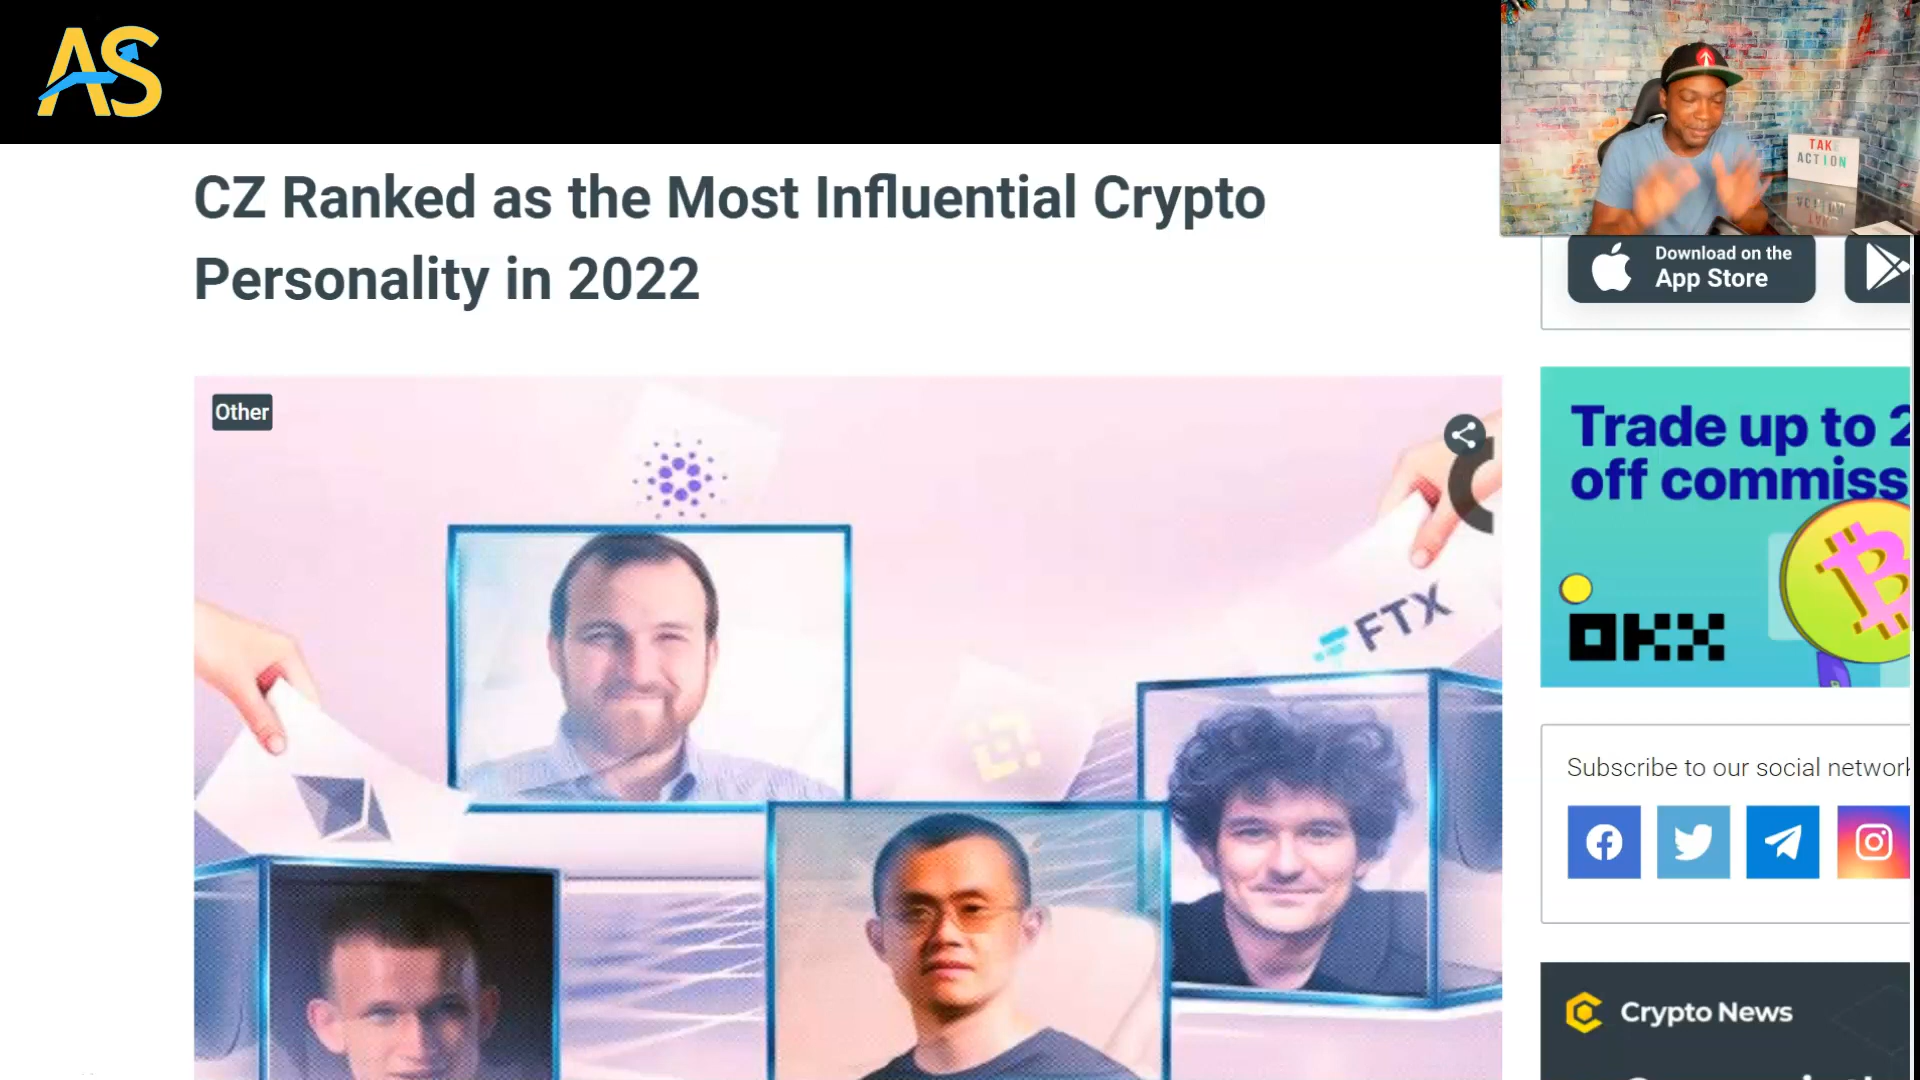 AS
TAKE
ACTION
CZ Ranked as the Most Influential Crypto
Personality in 2022
Download on the
App Store
Other
Trade up to 2
off commiss
FTX
OKX
Subscribe to our social network
Crypto News